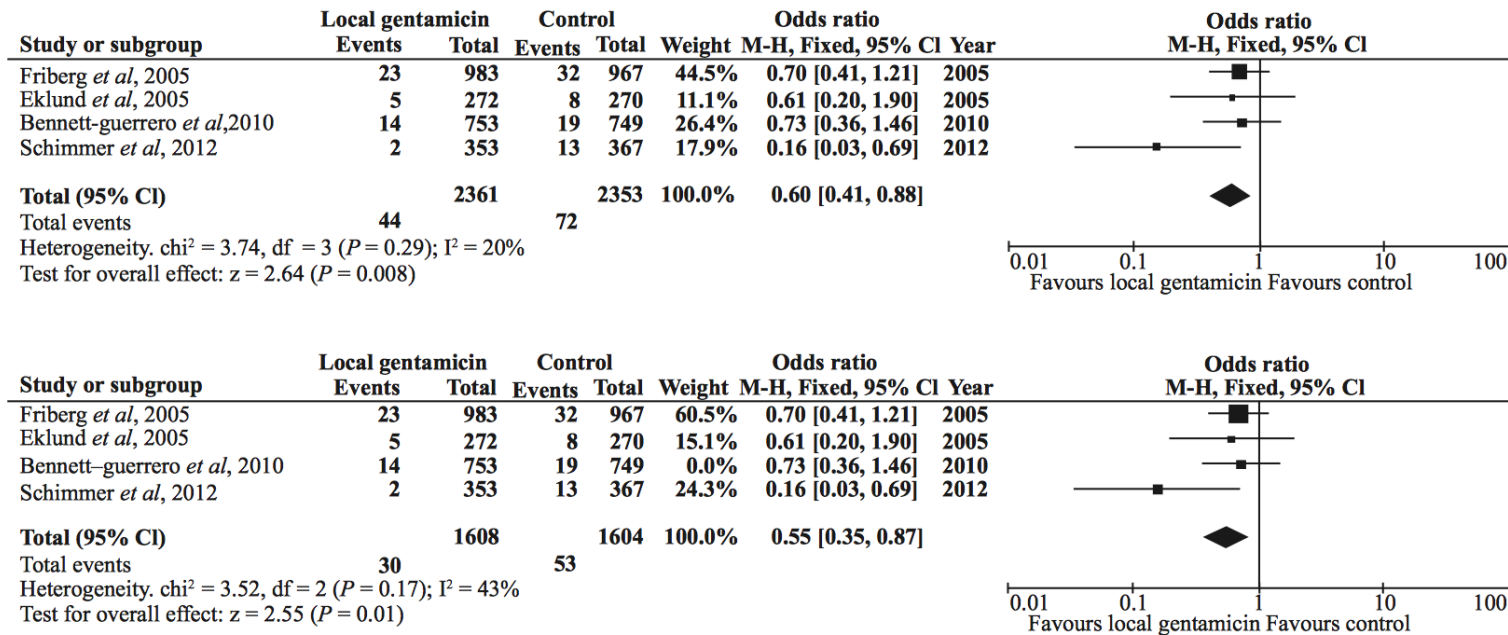 Local gentamicin Control Odds ratio Odds ratio
Study or subgroup Events Total Events Total Weight M-H, Fixed, 95% Cl Year M-H, Fixed, 95% Cl
Friberg et al, 2005 23 983 32 967 44.5% 0.70 [0.41, 1.21] 2005
Eklund et al, 2005 5 272 8 270 11.1% 0.61 [0.20, 1.90] 2005
Bennett-guerrero et al,2010 14 753 19 749 26.4% 0.73 [0.36, 1.46] 2010
Schimmer et al, 2012 2 353 13 367 17.9% 0.16 [0.03, 0.69] 2012
Total (95% Cl) 2361 2353 100.0% 0.60 [0.41, 0.88]
Total events 44 72
Heterogeneity. chi² = 3.74, df = 3 (P = 0.29); I² = 20%
Test for overall effect: z = 2.64 (P = 0.008)
0.01 0.1 1 10 100
Favours local gentamicin Favours control
Local gentamicin Control Odds ratio Odds ratio
Study or subgroup Events Total Events Total Weight M-H, Fixed, 95% Cl Year M-H, Fixed, 95% Cl
Friberg et al, 2005 23 983 32 967 60.5% 0.70 [0.41, 1.21] 2005
Eklund et al, 2005 5 272 8 270 15.1% 0.61 [0.20, 1.90] 2005
Bennett–guerrero et al, 2010 14 753 19 749 0.0% 0.73 [0.36, 1.46] 2010
Schimmer et al, 2012 2 353 13 367 24.3% 0.16 [0.03, 0.69] 2012
Total (95% Cl) 1608 1604 100.0% 0.55 [0.35, 0.87]
Total events 30 53
Heterogeneity. chi² = 3.52, df = 2 (P = 0.17); I² = 43%
Test for overall effect: z = 2.55 (P = 0.01)
0.01 0.1 1 10 100
Favours local gentamicin Favours control